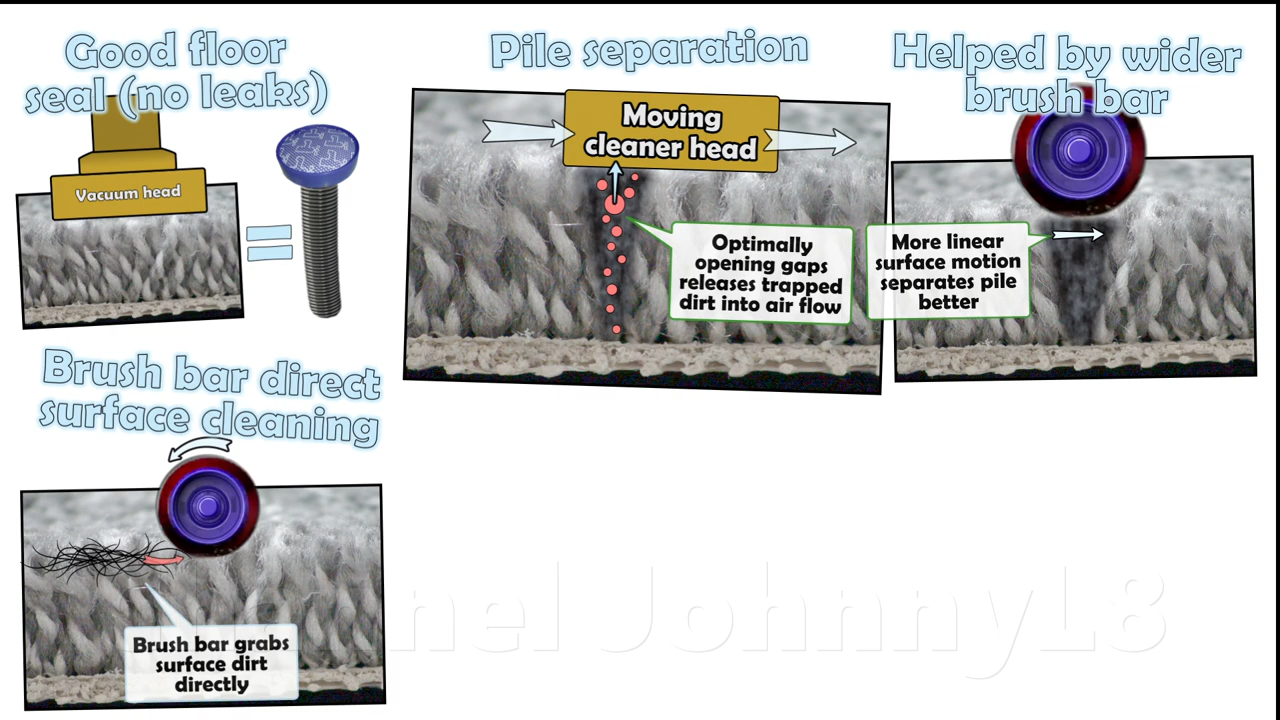 Good floor
seal (no leaks)
Vacuum head
Pile separation
Moving
cleaner head
Optimally
opening gaps
releases trapped
dirt into air flow
Helped by wider
brush bar
More linear
surface motion
separates pile
better
Brush bar direct
surface cleaning
Brush bar grabs
surface dirt
directly
JohnnyL8